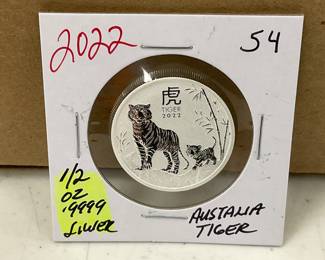 2022
54
虎
TIGER
2022
1/2
OZ
.9999
SiLVER
AUSTALIA
TIGER